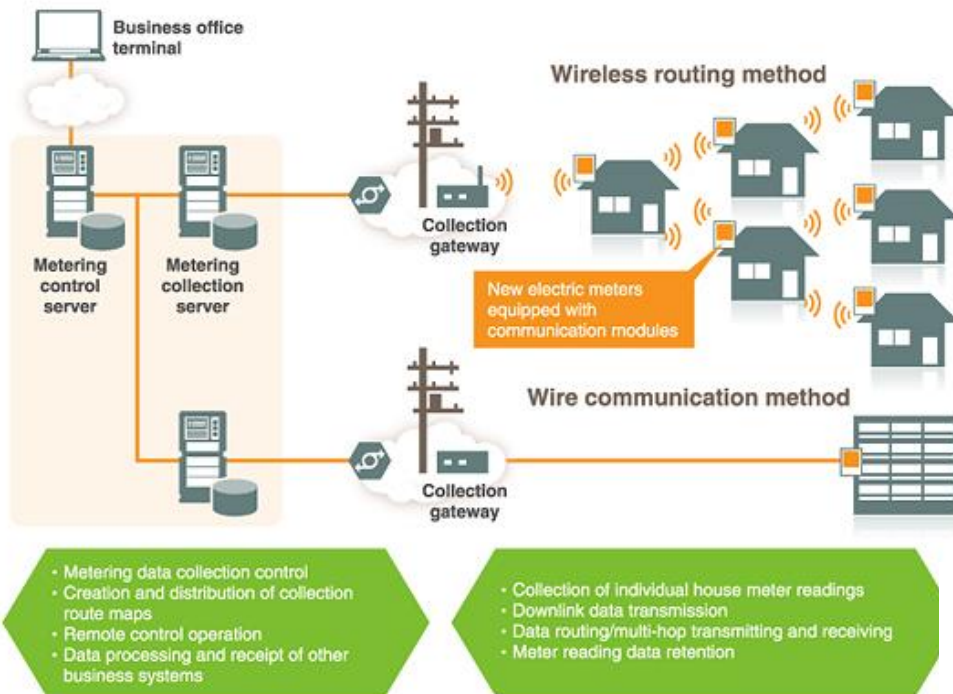 Business office
terminal
Wireless routing method
Metering
control
server
Metering
collection
server
Collection
gateway
New electric meters
equipped with
communication modules
Wire communication method
Collection
gateway
• Metering data collection control
• Creation and distribution of collection
route maps
• Remote control operation
• Data processing and receipt of other
business systems
• Collection of individual house meter readings
• Downlink data transmission
• Data routing/multi-hop transmitting and receiving
• Meter reading data retention